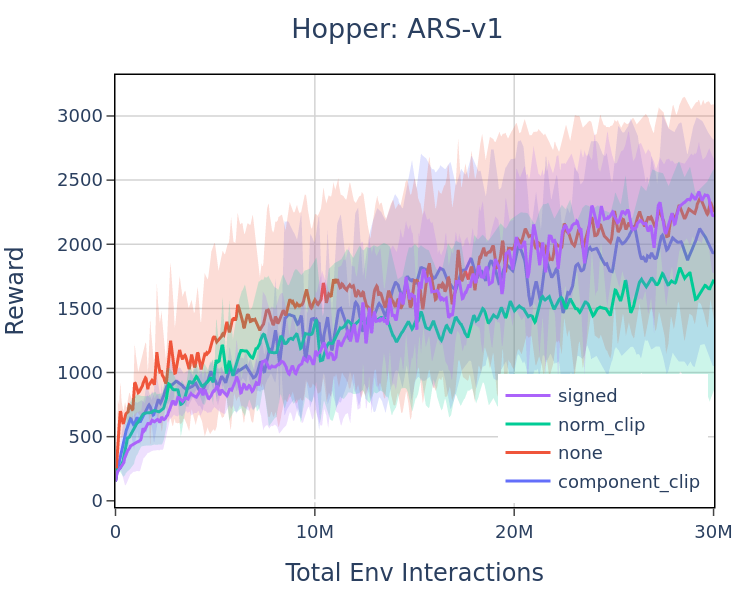 Hopper: ARS-v1
Reward
3000
2500
2000
1500
1000
500
0
signed
norm_clip
none
component_clip
0
10M
20M
30M
Total Env Interactions